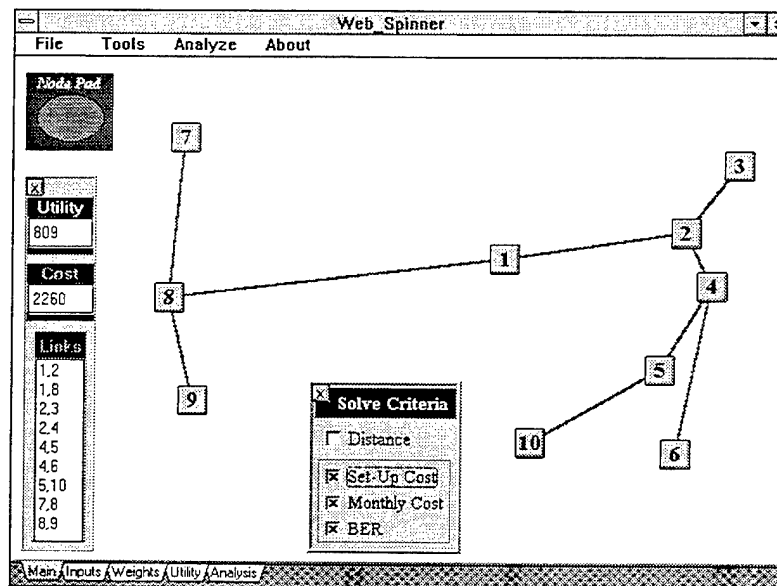 Web_Spinner
File Tools Analyze About
Node Pad
7
3
2
1
4
8
5
9
10
6
x
Utility
809
Cost
2260
Links
1,2
1,8
2,3
2,4
4,5
4,6
5,10
7,8
8,9
x
Solve Criteria
Distance
Set-Up Cost
Monthly Cost
BER
Main Inputs Weights Utility Analysis